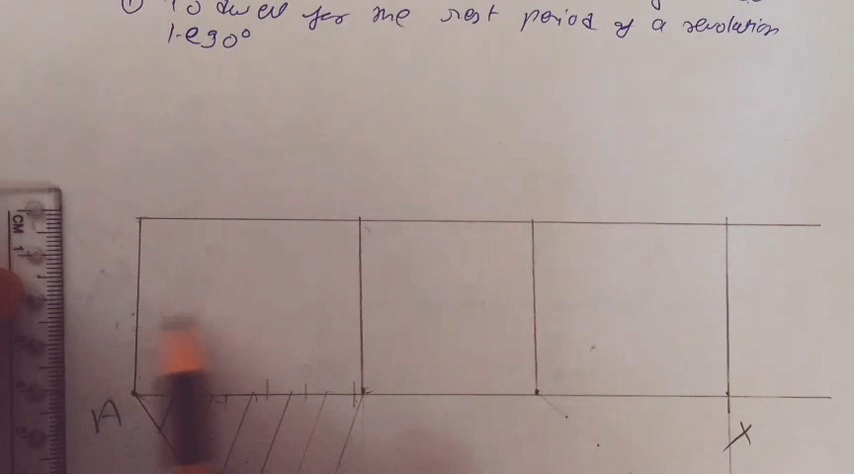 ① To dwell for the rest period of a revolution
i.e 90°
CM 1
A
X